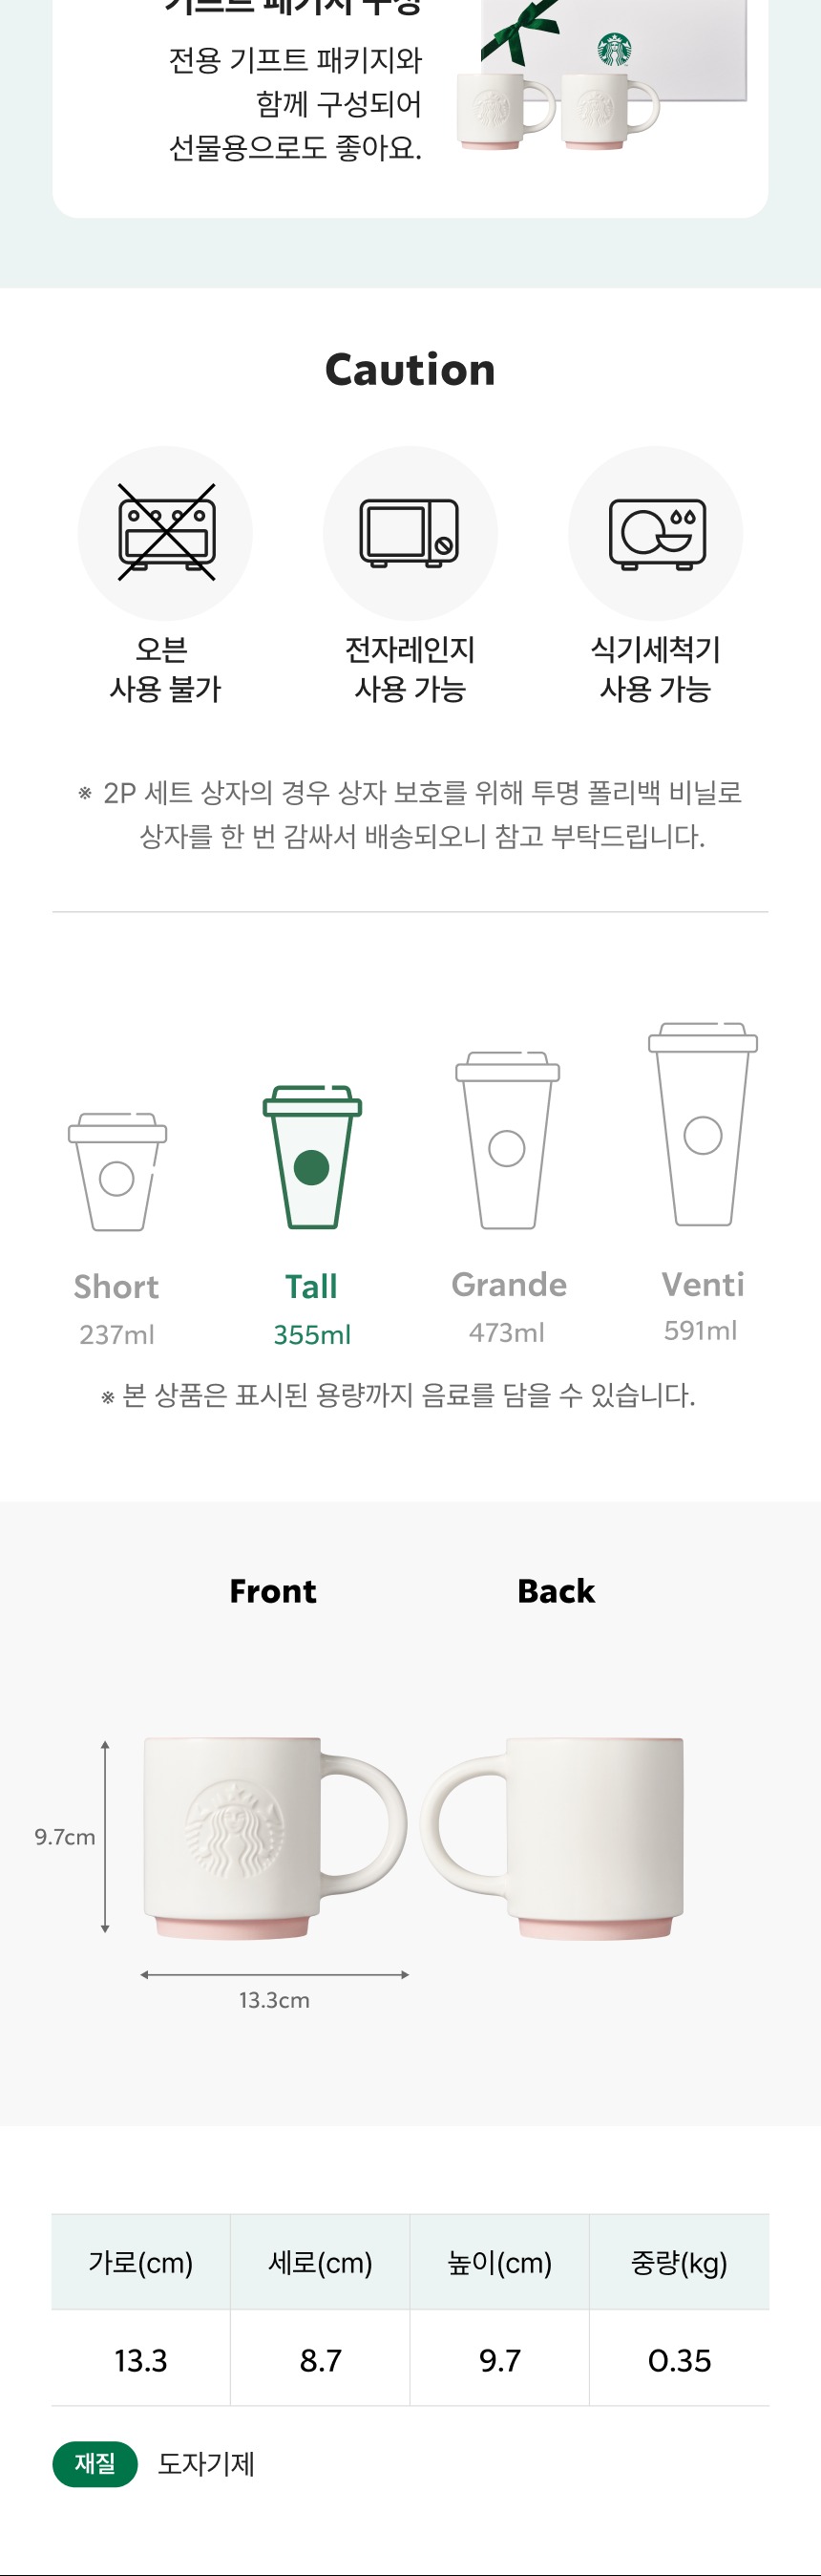 기프트 패키지 구성
전용 기프트 패키지와
함께 구성되어
선물용으로도 좋아요.
Caution
오븐
사용 불가
전자레인지
사용 가능
식기세척기
사용 가능
※ 2P 세트 상자의 경우 상자 보호를 위해 투명 폴리백 비닐로
상자를 한 번 감싸서 배송되오니 참고 부탁드립니다.
Short
237ml
Tall
355ml
Grande
473ml
Venti
591ml
※ 본 상품은 표시된 용량까지 음료를 담을 수 있습니다.
Front
Back
9.7cm
13.3cm
가로(cm) 세로(cm) 높이(cm) 중량(kg)
13.3 8.7 9.7 0.35
재질 도자기제